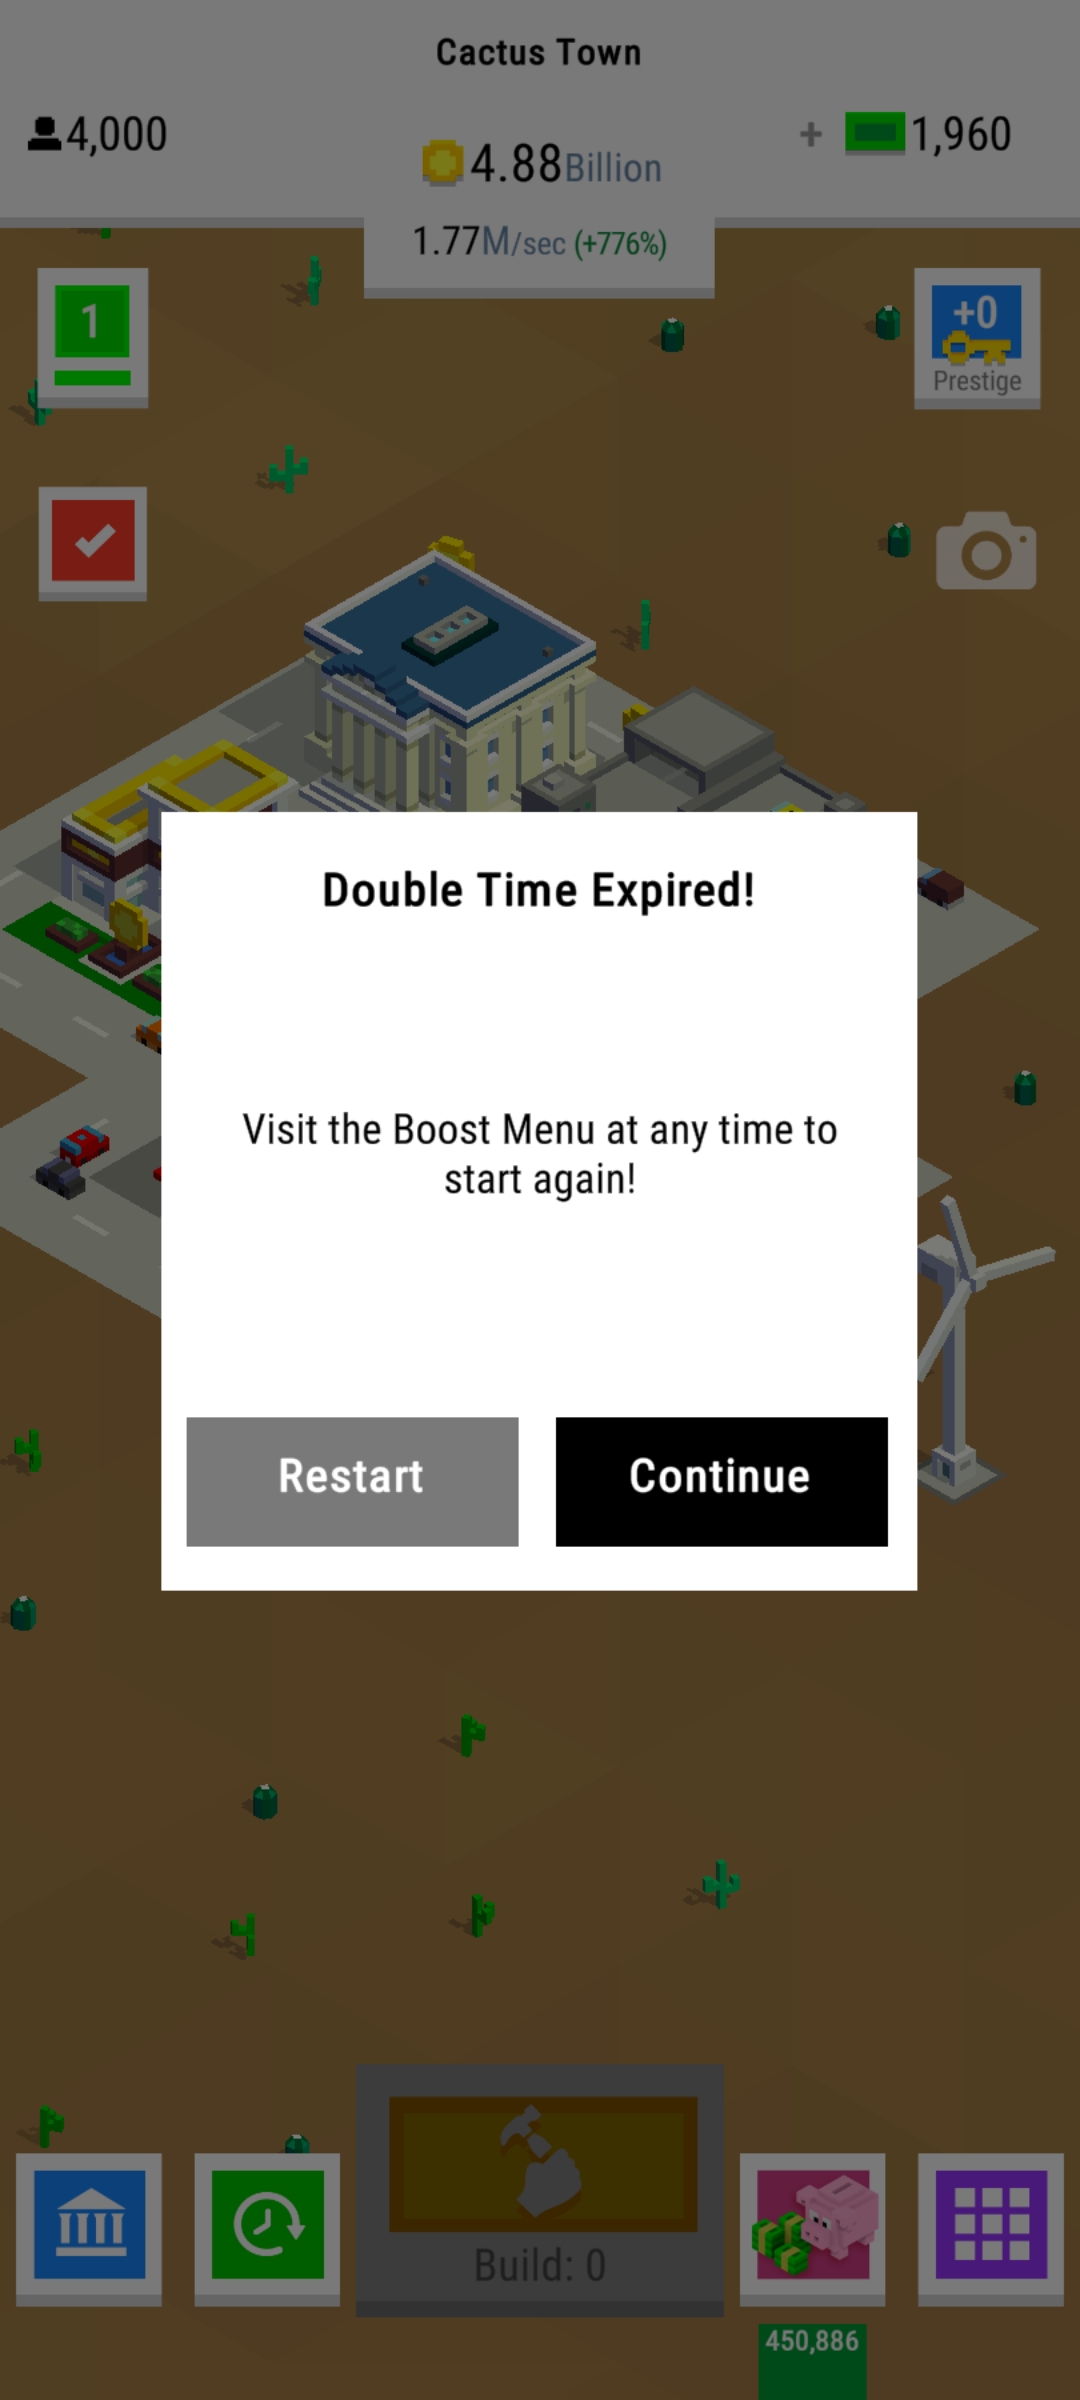 Cactus Town
4,000
4.88Billion
+ 1,960
1.77M/sec (+776%)
1
+0
Prestige
Double Time Expired!
Visit the Boost Menu at any time to
start again!
Restart
Continue
Build: 0
450,886